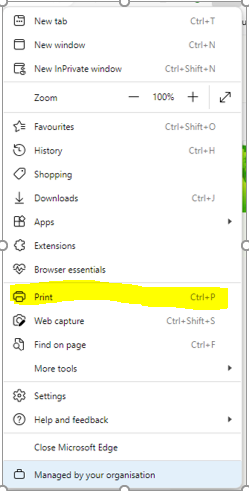 New tab Ctrl+T
New window Ctrl+N
New InPrivate window Ctrl+Shift+N
Zoom 100%
Favourites Ctrl+Shift+O
History Ctrl+H
Shopping
Downloads Ctrl+J
Apps
Extensions
Browser essentials
Print Ctrl+P
Web capture Ctrl+Shift+S
Find on page Ctrl+F
More tools
Settings
Help and feedback
Close Microsoft Edge
Managed by your organisation